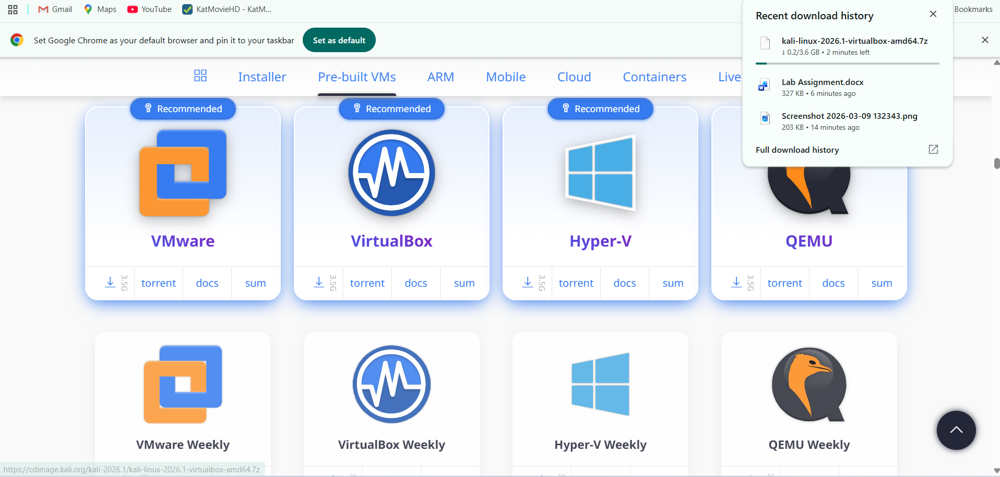 Gmail Maps YouTube KatMovieHD - KatM... Bookmarks
Set Google Chrome as your default browser and pin it to your taskbar Set as default
Recent download history
kali-linux-2026.1-virtualbox-amd64.7z
↓ 0.2/3.6 GB • 2 minutes left
Lab Assignment.docx
327 KB • 6 minutes ago
Screenshot 2026-03-09 132343.png
203 KB • 14 minutes ago
Full download history
Installer Pre-built VMs ARM Mobile Cloud Containers Live
Recommended Recommended Recommended
VMware VirtualBox Hyper-V QEMU
3.5G torrent docs sum 3.5G torrent docs sum 3.5G torrent docs sum 3.5G torrent docs sum
VMware Weekly VirtualBox Weekly Hyper-V Weekly QEMU Weekly
https://cdimage.kali.org/kali-2026.1/kali-linux-2026.1-virtualbox-amd64.7z